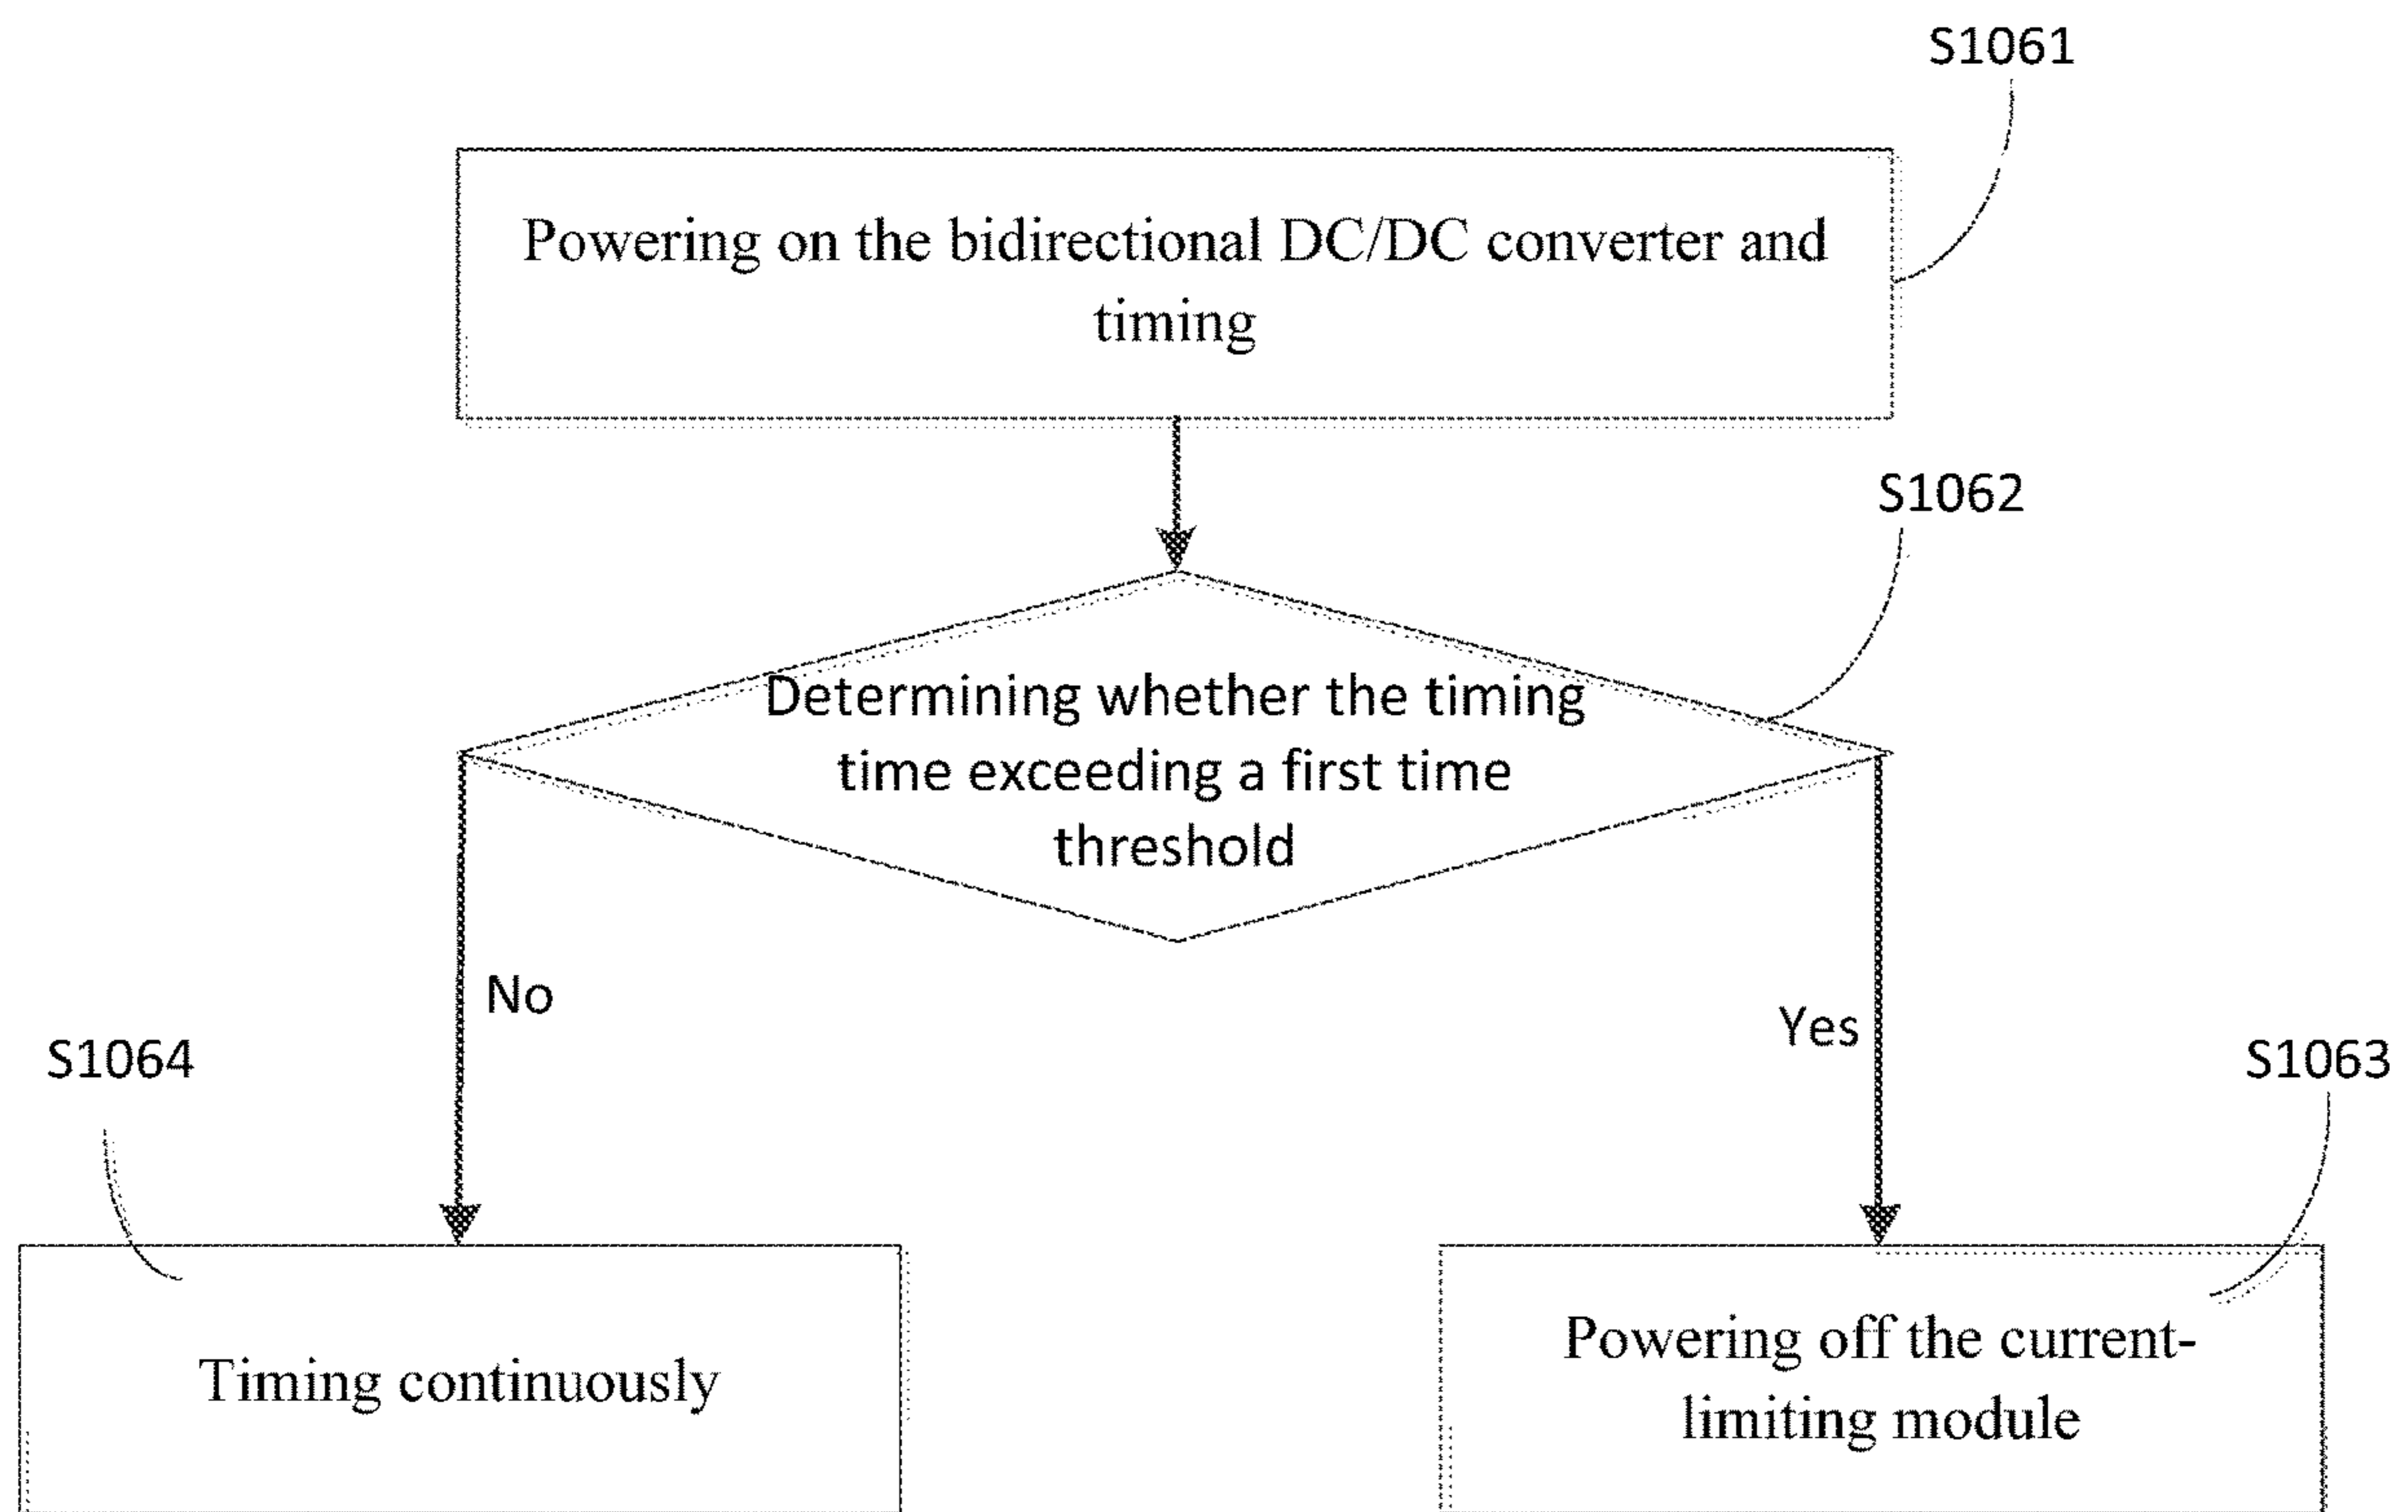 S1061
Powering on the bidirectional DC/DC converter and
timing
S1062
Determining whether the timing
time exceeding a first time
threshold
No
Yes
S1064
S1063
Timing continuously
Powering off the current-
limiting module